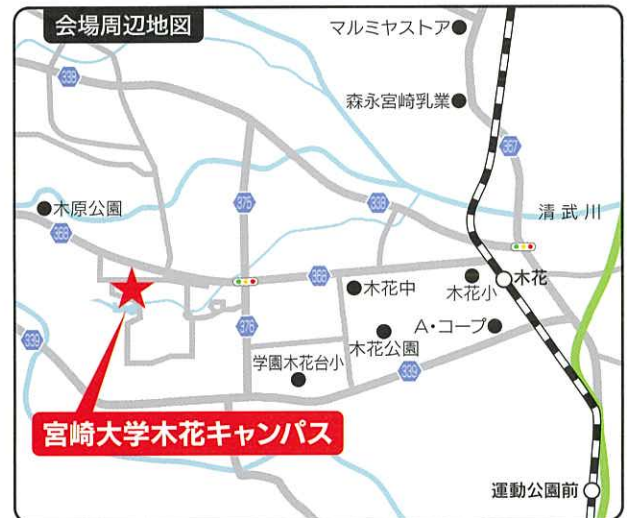 会場周辺地図
マルミヤストア
338
森永宮崎乳業
367
376
338
清武川
木原公園
368
368
木花中
木花小
木花
376
A・コープ
木花公園
339
学園木花台小
339
宮崎大学木花キャンパス
運動公園前